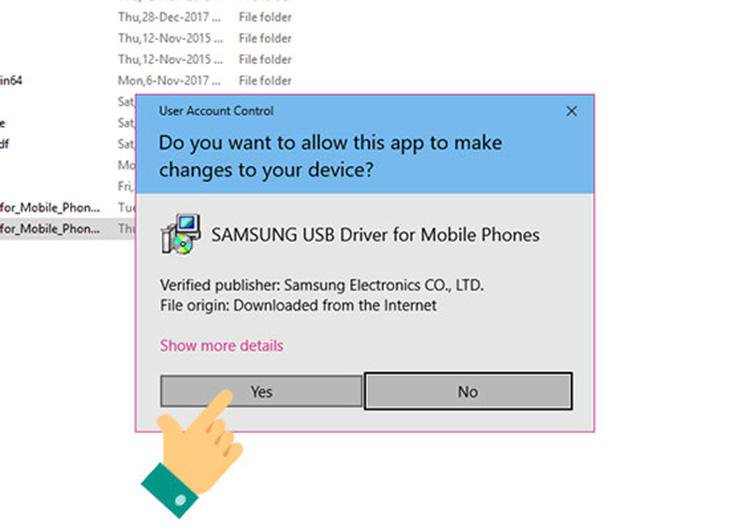 Thu,28-Dec-2017 ... File folder
Thu,12-Nov-2015 ... File folder
Thu,12-Nov-2015 ... File folder
in64 Mon,6-Nov-2017 ... File folder
Sat,
User Account Control
e Sat,
Do you want to allow this app to make
df Sat,
changes to your device?
Mo
Fri,
for_Mobile_Phon... Tue
for_Mobile_Phon... Thu
SAMSUNG USB Driver for Mobile Phones
Verified publisher: Samsung Electronics CO., LTD.
File origin: Downloaded from the Internet
Show more details
Yes No